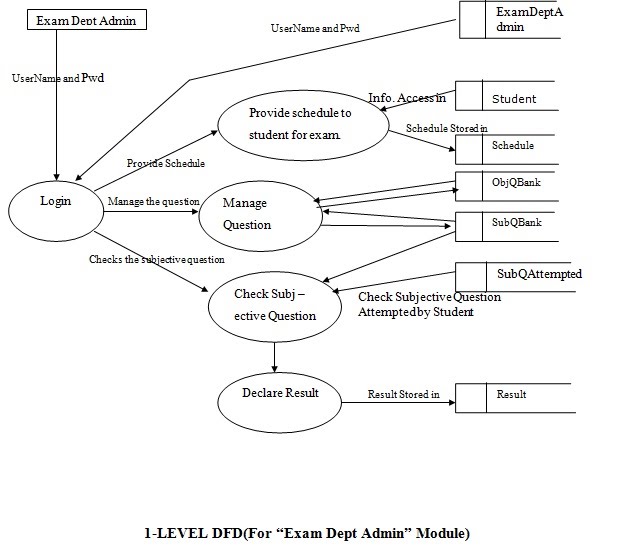 Exam Dept Admin
ExamDeptA
dmin
UserName and Pwd
UserName and Pwd
Info. Access in
Student
Provide schedule to
student for exam.
Schedule Stored in
Schedule
Provide Schedule
ObjQBank
Login
Manage the question
Manage
Question
SubQBank
Checks the subjective question
SubQAttempted
Check Subj –
ective Question
Check Subjective Question
Attempted by Student
Declare Result
Result Stored in
Result
1-LEVEL DFD(For “Exam Dept Admin” Module)